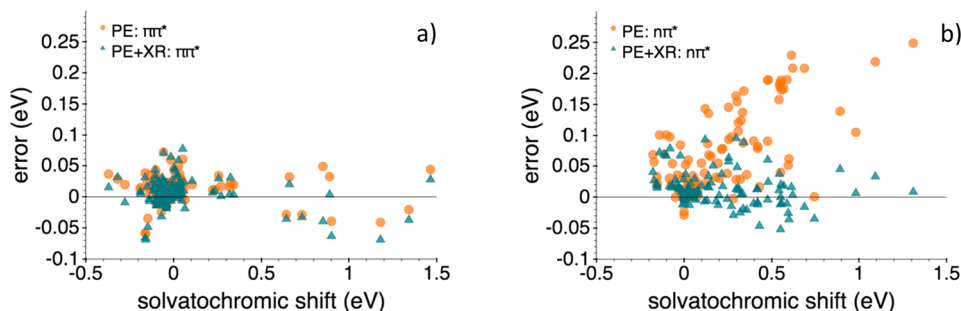 PE: ππ*
PE+XR: ππ*
a)
error (eV)
0.25
0.2
0.15
0.1
0.05
0
-0.05
-0.1
-0.5
0
0.5
1
1.5
solvatochromic shift (eV)
PE: nπ*
PE+XR: nπ*
b)
error (eV)
0.25
0.2
0.15
0.1
0.05
0
-0.05
-0.1
-0.5
0
0.5
1
1.5
solvatochromic shift (eV)